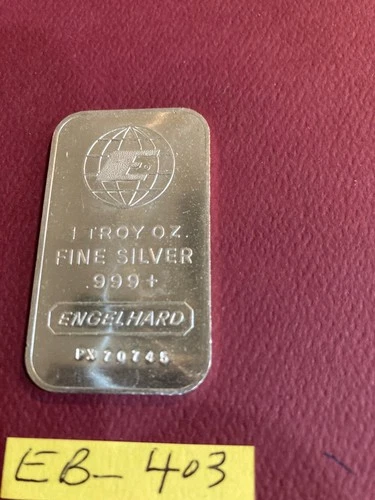 1 TROY OZ.
FINE SILVER
.999+
ENGELHARD
PX70745
EB-403